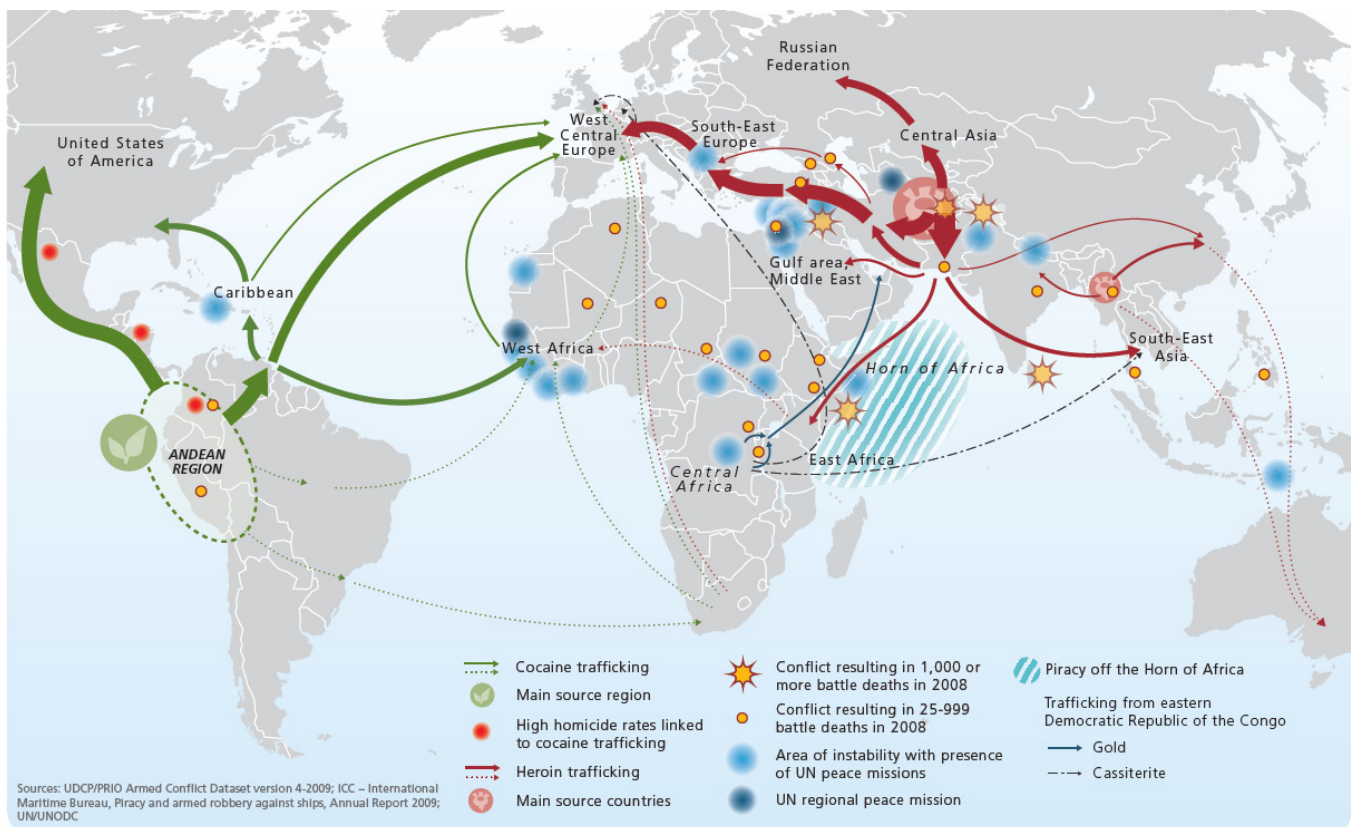 Russian
Federation
United States
of America
West
Central
Europe
South-East
Europe
Central Asia
Caribbean
Gulf area,
Middle East
West Africa
Horn of Africa
South-East
Asia
ANDEAN
REGION
Central
Africa
East Africa
Cocaine trafficking
Main source region
High homicide rates linked
to cocaine trafficking
Heroin trafficking
Main source countries
Conflict resulting in 1,000 or
more battle deaths in 2008
Conflict resulting in 25-999
battle deaths in 2008
Area of instability with presence
of UN peace missions
UN regional peace mission
Piracy off the Horn of Africa
Trafficking from eastern
Democratic Republic of the Congo
Gold
Cassiterite
Sources: UDCP/PRIO Armed Conflict Dataset version 4-2009; ICC – International
Maritime Bureau, Piracy and armed robbery against ships, Annual Report 2009;
UN/UNODC